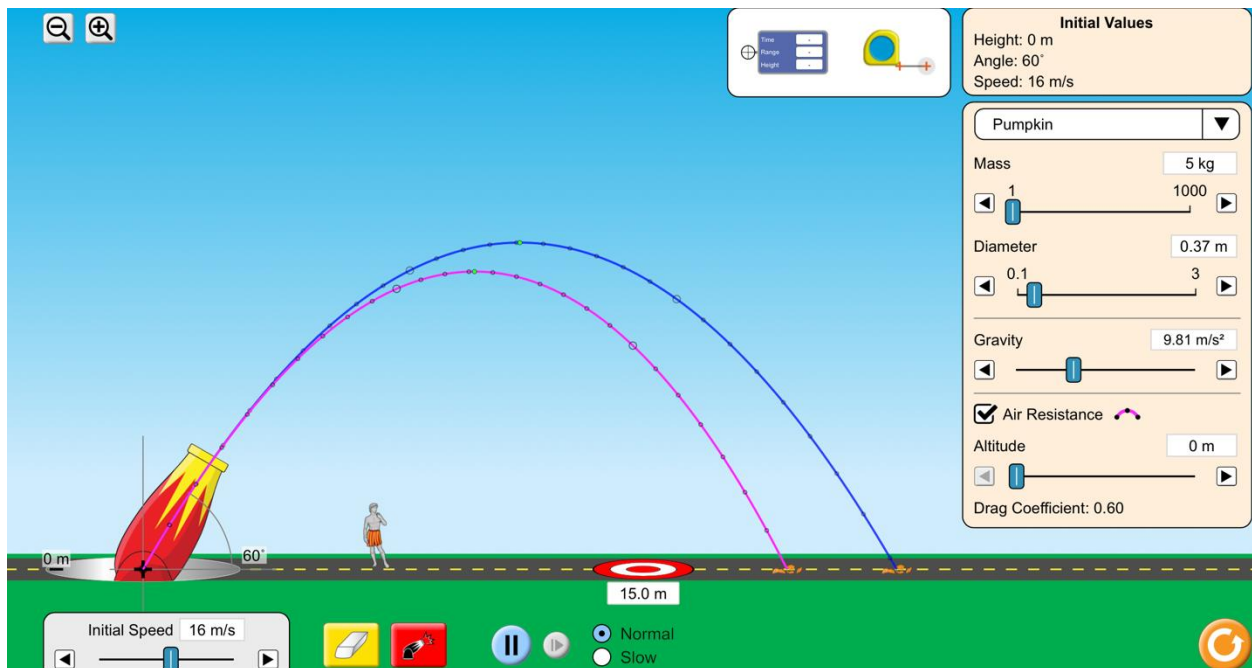 Time
Range
Height
Initial Values
Height: 0 m
Angle: 60°
Speed: 16 m/s
Pumpkin
Mass 5 kg
1 1000
Diameter 0.37 m
0.1 3
Gravity 9.81 m/s²
Air Resistance
Altitude 0 m
Drag Coefficient: 0.60
0 m 60°
15.0 m
Initial Speed 16 m/s
Normal
Slow